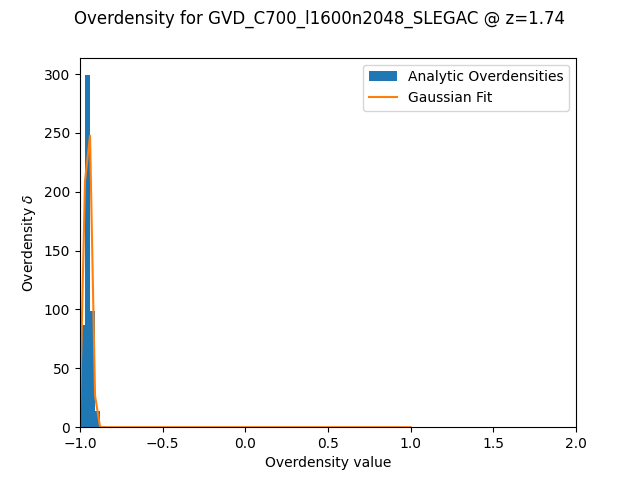 Overdensity for GVD_C700_l1600n2048_SLEGAC @ z=1.74
Analytic Overdensities
Gaussian Fit
Overdensity δ
300
250
200
150
100
50
0
−1.0 −0.5 0.0 0.5 1.0 1.5 2.0
Overdensity value